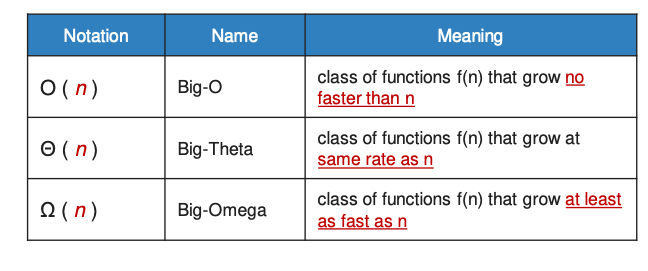 Notation Name Meaning
O ( n ) Big-O class of functions f(n) that grow no
faster than n
Θ ( n ) Big-Theta class of functions f(n) that grow at
same rate as n
Ω ( n ) Big-Omega class of functions f(n) that grow at least
as fast as n